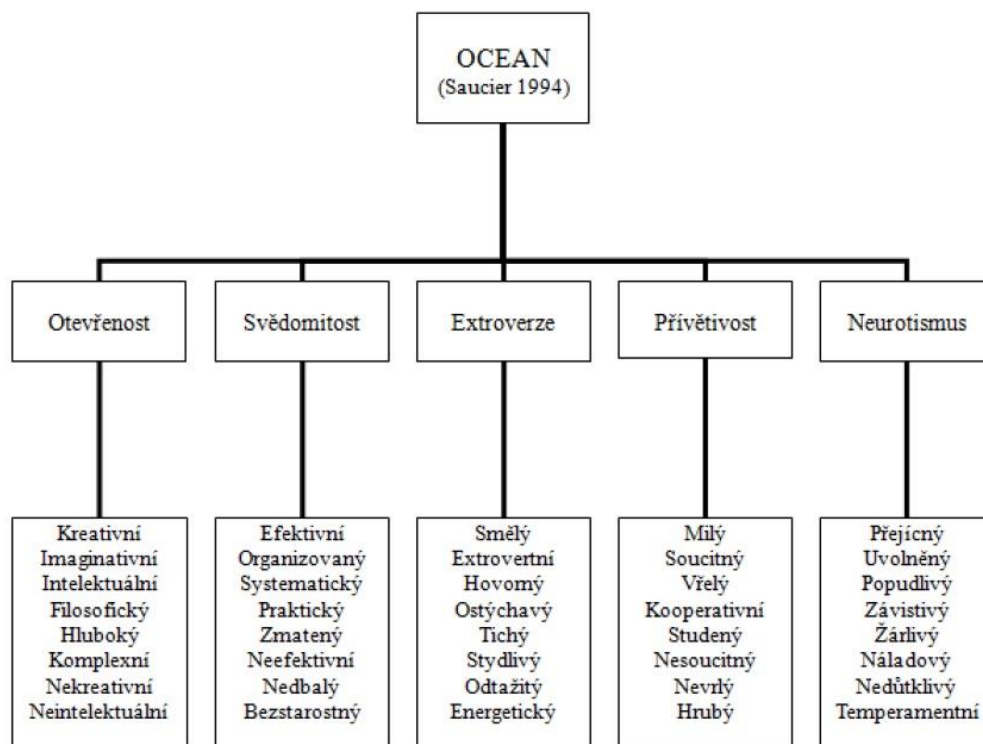 OCEAN
(Saucier 1994)
Otevřenost
Svědomitost
Extroverze
Přívětivost
Neurotismus
Kreativní
Imaginativní
Intelektuální
Filosofický
Hluboký
Komplexní
Nekreativní
Neintelektuální
Efektivní
Organizovaný
Systematický
Praktický
Zmatený
Neefektivní
Nedbalý
Bezstarostný
Smělý
Extrovertní
Hovorný
Ostýchavý
Tichý
Stydlivý
Odtažitý
Energetický
Milý
Soucitný
Vřelý
Kooperativní
Studený
Nesoucitný
Nevrlý
Hrubý
Přejícný
Uvolněný
Popudlivý
Závistivý
Žárlivý
Náladový
Nedůtklivý
Temperamentní